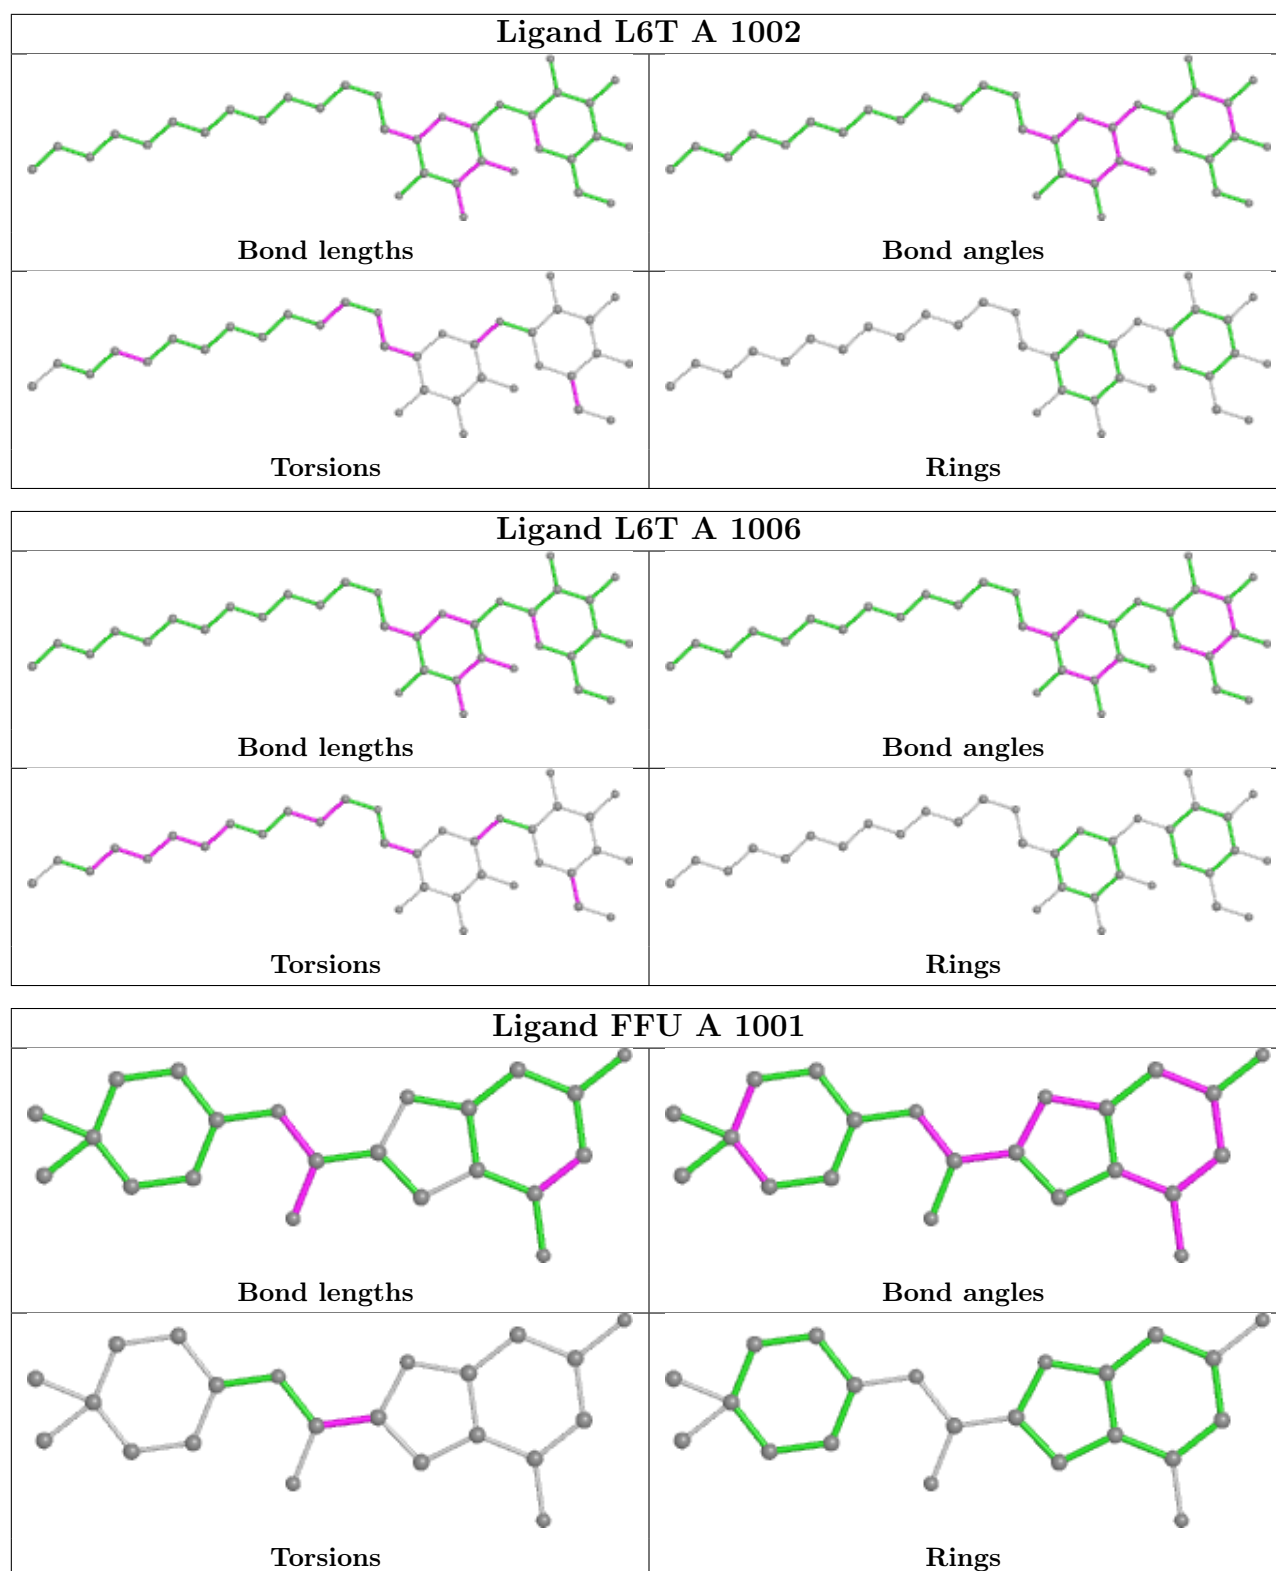 Ligand L6T A 1002
Bond lengths
Bond angles
Torsions
Rings
Ligand L6T A 1006
Bond lengths
Bond angles
Torsions
Rings
Ligand FFU A 1001
Bond lengths
Bond angles
Torsions
Rings